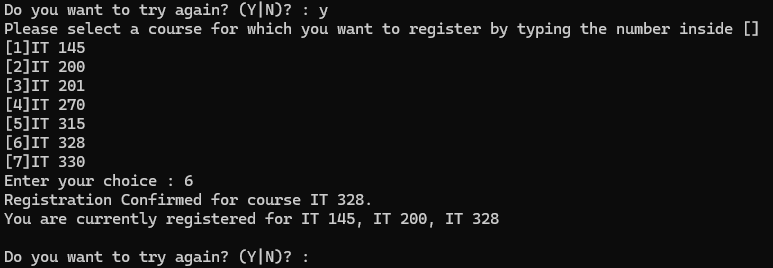 Do you want to try again? (Y|N)? : y
Please select a course for which you want to register by typing the number inside []
[1]IT 145
[2]IT 200
[3]IT 201
[4]IT 270
[5]IT 315
[6]IT 328
[7]IT 330
Enter your choice : 6
Registration Confirmed for course IT 328.
You are currently registered for IT 145, IT 200, IT 328
Do you want to try again? (Y|N)? :